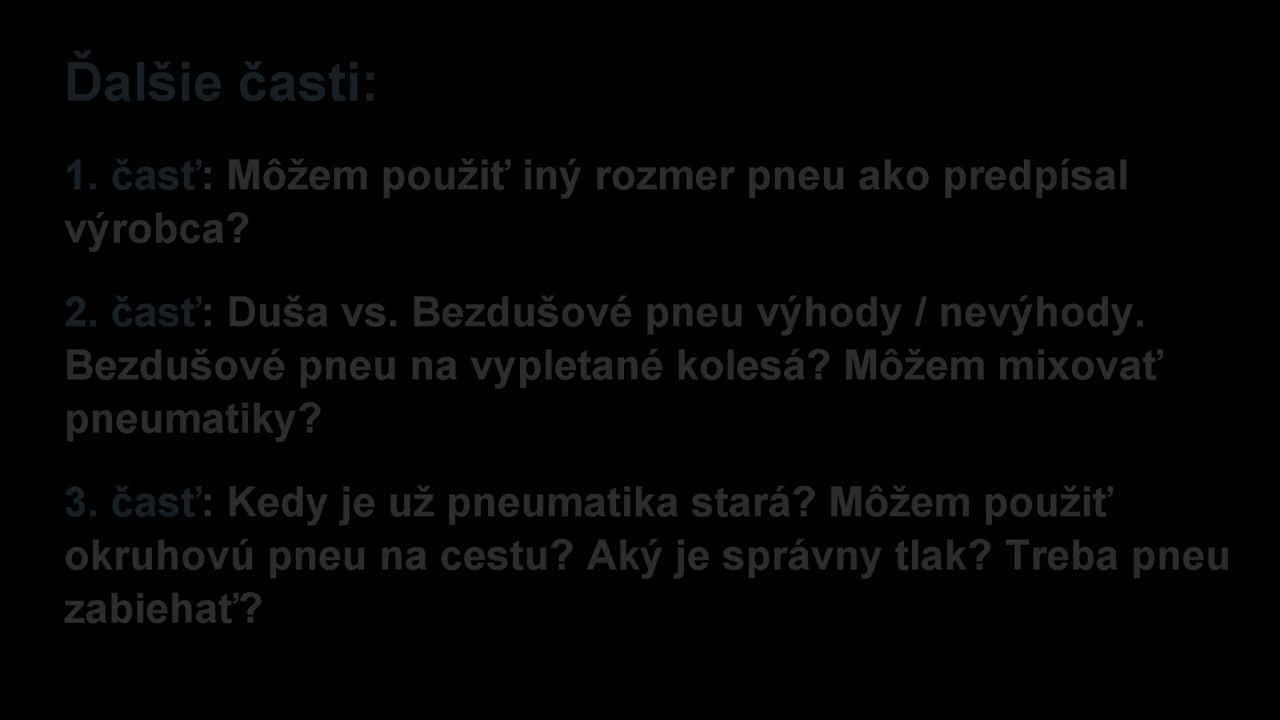 Ďalšie časti:
1. časť: Môžem použiť iný rozmer pneu ako predpísal
výrobca?
2. časť: Duša vs. Bezdušové pneu výhody / nevýhody.
Bezdušové pneu na vypletané kolesá? Môžem mixovať
pneumatiky?
3. časť: Kedy je už pneumatika stará? Môžem použiť
okruhovú pneu na cestu? Aký je správny tlak? Treba pneu
zabiehať?